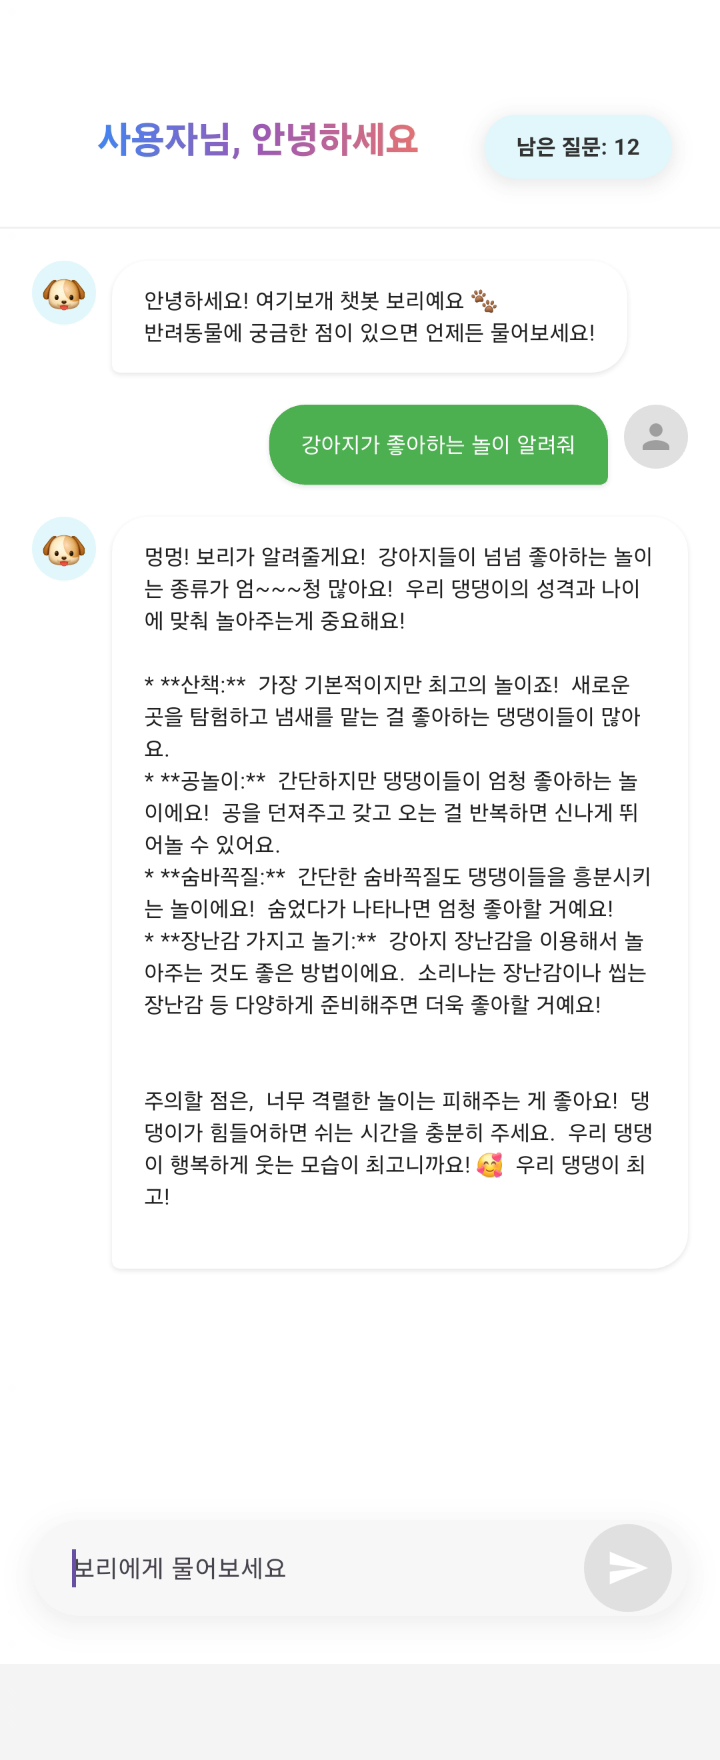 사용자님, 안녕하세요
남은 질문: 12
안녕하세요! 여기보개 챗봇 보리예요 🐾
반려동물에 궁금한 점이 있으면 언제든 물어보세요!
강아지가 좋아하는 놀이 알려줘
멍멍! 보리가 알려줄게요!  강아지들이 넘넘 좋아하는 놀이
는 종류가 엄~~~청 많아요!  우리 댕댕이의 성격과 나이
에 맞춰 놀아주는게 중요해요!
* **산책:**  가장 기본적이지만 최고의 놀이죠!  새로운
곳을 탐험하고 냄새를 맡는 걸 좋아하는 댕댕이들이 많아
요.
* **공놀이:**  간단하지만 댕댕이들이 엄청 좋아하는 놀
이에요!  공을 던져주고 갖고 오는 걸 반복하면 신나게 뛰
어놀 수 있어요.
* **숨바꼭질:**  간단한 숨바꼭질도 댕댕이들을 흥분시키
는 놀이에요!  숨었다가 나타나면 엄청 좋아할 거예요!
* **장난감 가지고 놀기:**  강아지 장난감을 이용해서 놀
아주는 것도 좋은 방법이에요.  소리나는 장난감이나 씹는
장난감 등 다양하게 준비해주면 더욱 좋아할 거예요!
주의할 점은,  너무 격렬한 놀이는 피해주는 게 좋아요!  댕
댕이가 힘들어하면 쉬는 시간을 충분히 주세요.  우리 댕댕
이 행복하게 웃는 모습이 최고니까요! 🥰  우리 댕댕이 최
고!
보리에게 물어보세요